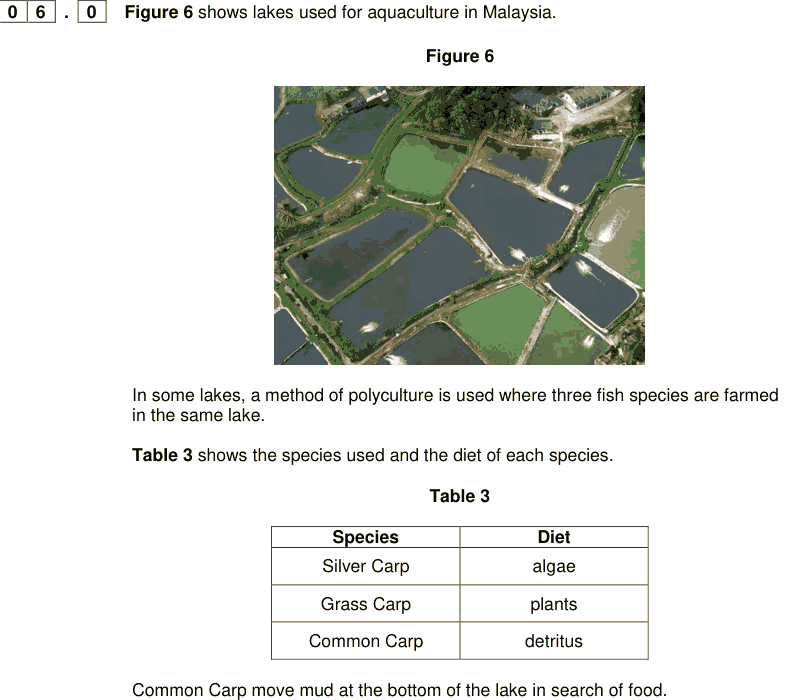 0 6 . 0 Figure 6 shows lakes used for aquaculture in Malaysia.
Figure 6
In some lakes, a method of polyculture is used where three fish species are farmed
in the same lake.
Table 3 shows the species used and the diet of each species.
Table 3
Species Diet
Silver Carp algae
Grass Carp plants
Common Carp detritus
Common Carp move mud at the bottom of the lake in search of food.